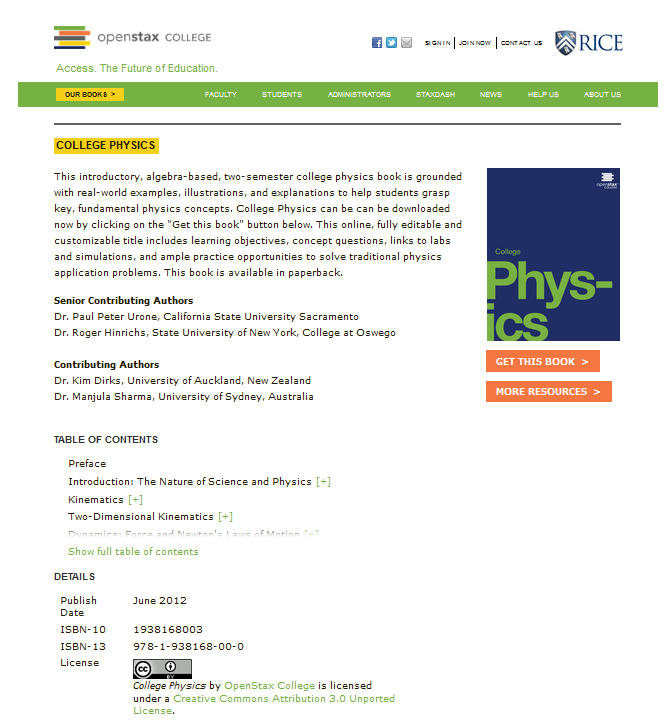 openstax COLLEGE
SIGN IN JOIN NOW CONTACT US
RICE
Access. The Future of Education.
OUR BOOKS > FACULTY STUDENTS ADMINISTRATORS STAXDASH NEWS HELP US ABOUT US
COLLEGE PHYSICS
This introductory, algebra-based, two-semester college physics book is grounded
with real-world examples, illustrations, and explanations to help students grasp
key, fundamental physics concepts. College Physics can be can be downloaded
now by clicking on the "Get this book" button below. This online, fully editable and
customizable title includes learning objectives, concept questions, links to labs
and simulations, and ample practice opportunities to solve traditional physics
application problems. This book is available in paperback.
openstax
COLLEGE
College
Phys-
ics
GET THIS BOOK >
MORE RESOURCES >
Senior Contributing Authors
Dr. Paul Peter Urone, California State University Sacramento
Dr. Roger Hinrichs, State University of New York, College at Oswego
Contributing Authors
Dr. Kim Dirks, University of Auckland, New Zealand
Dr. Manjula Sharma, University of Sydney, Australia
TABLE OF CONTENTS
Preface
Introduction: The Nature of Science and Physics [+]
Kinematics [+]
Two-Dimensional Kinematics [+]
Dynamics: Force and Newton's Laws of Motion [+]
Show full table of contents
DETAILS
Publish
Date
June 2012
ISBN-10 1938168003
ISBN-13 978-1-938168-00-0
License
cc
BY
College Physics by OpenStax College is licensed
under a Creative Commons Attribution 3.0 Unported
License.